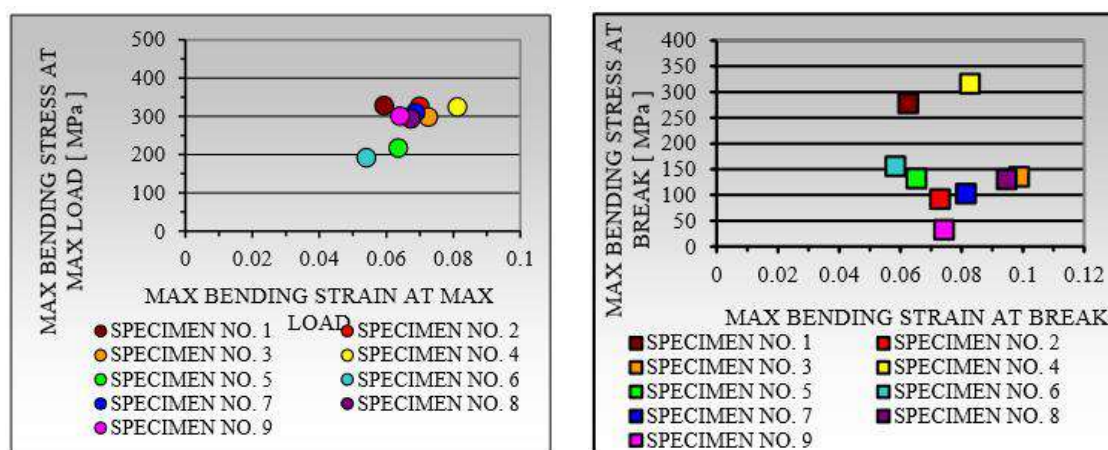 MAX BENDING STRESS AT
MAX LOAD [ MPa]
500
400
300
200
100
0
0 0.02 0.04 0.06 0.08 0.1
MAX BENDING STRAIN AT MAX
LOAD
SPECIMEN NO. 1 SPECIMEN NO. 2
SPECIMEN NO. 3 SPECIMEN NO. 4
SPECIMEN NO. 5 SPECIMEN NO. 6
SPECIMEN NO. 7 SPECIMEN NO. 8
SPECIMEN NO. 9
MAX BENDING STRESS AT
BREAK [ MPa]
400
350
300
250
200
150
100
50
0
0 0.02 0.04 0.06 0.08 0.1 0.12
MAX BENDING STRAIN AT BREAK
SPECIMEN NO. 1 SPECIMEN NO. 2
SPECIMEN NO. 3 SPECIMEN NO. 4
SPECIMEN NO. 5 SPECIMEN NO. 6
SPECIMEN NO. 7 SPECIMEN NO. 8
SPECIMEN NO. 9